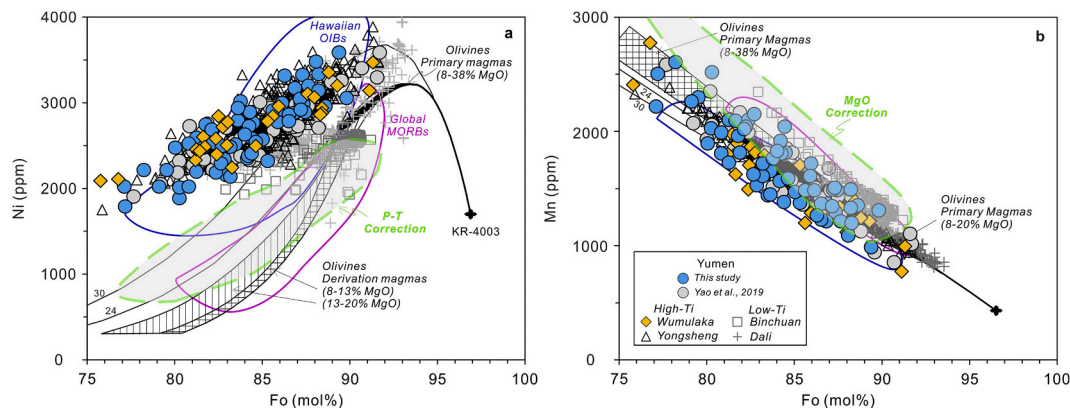 4000
3000
2000
1000
0
Ni (ppm)
75
80
85
90
95
100
Fo (mol%)
a
Hawaiian
OIBs
Olivines
Primary magmas
(8-38% MgO)
Global
MORBs
P-T
Correction
KR-4003
Olivines
Derivation magmas
(8-13% MgO)
(13-20% MgO)
30
24
3000
2000
1000
0
Mn (ppm)
75
80
85
90
95
100
Fo (mol%)
b
Olivines
Primary Magmas
(8-38% MgO)
24
30
MgO
Correction
Olivines
Primary Magmas
(8-20% MgO)
Yumen
This study
Yao et al., 2019
High-Ti Low-Ti
Wumulaka Binchuan
Yongsheng Dali